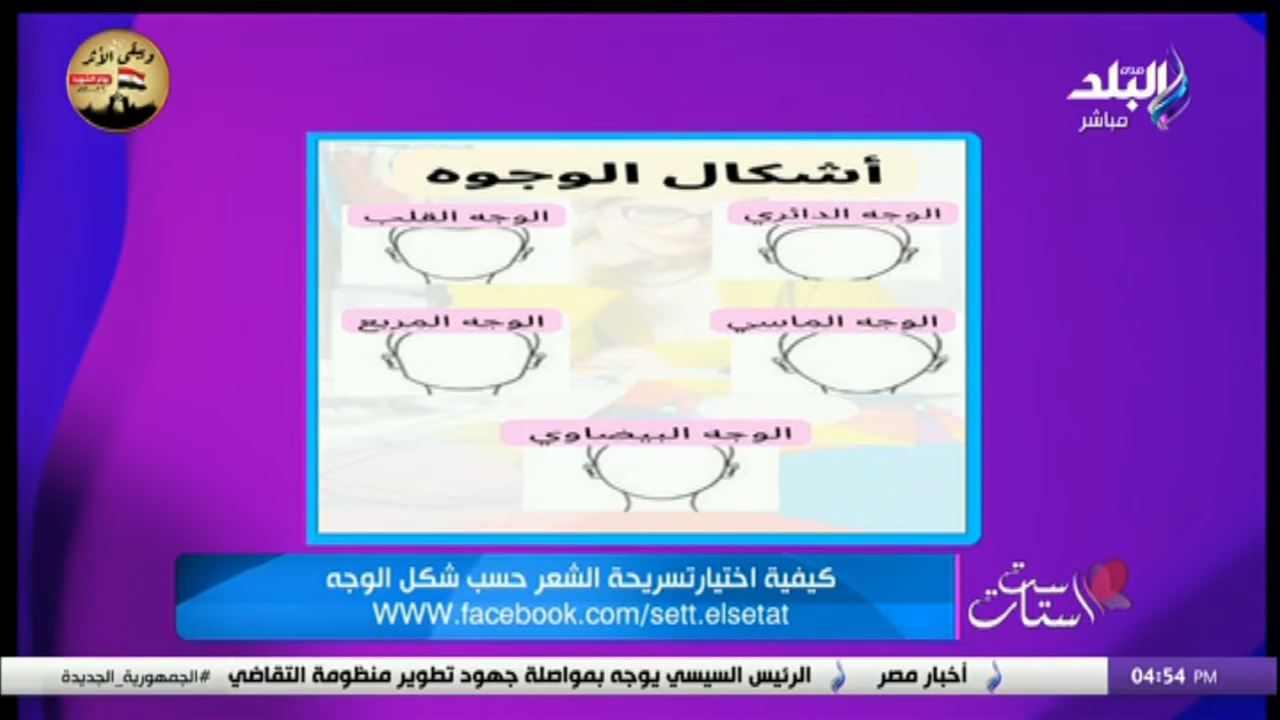 ويبقى الأثر
صدى
البلد
مباشر
أشكال الوجوه
الوجه الدائري
الوجه القلب
الوجه الماسي
الوجه المربع
الوجه البيضاوي
كيفية اختيارتسريحة الشعر حسب شكل الوجه
WWW.facebook.com/sett.elsetat
ست
الستات
04:54 PM
أخبار مصر
الرئيس السيسي يوجه بمواصلة جهود تطوير منظومة التقاضي
#الجمهورية_الجديدة